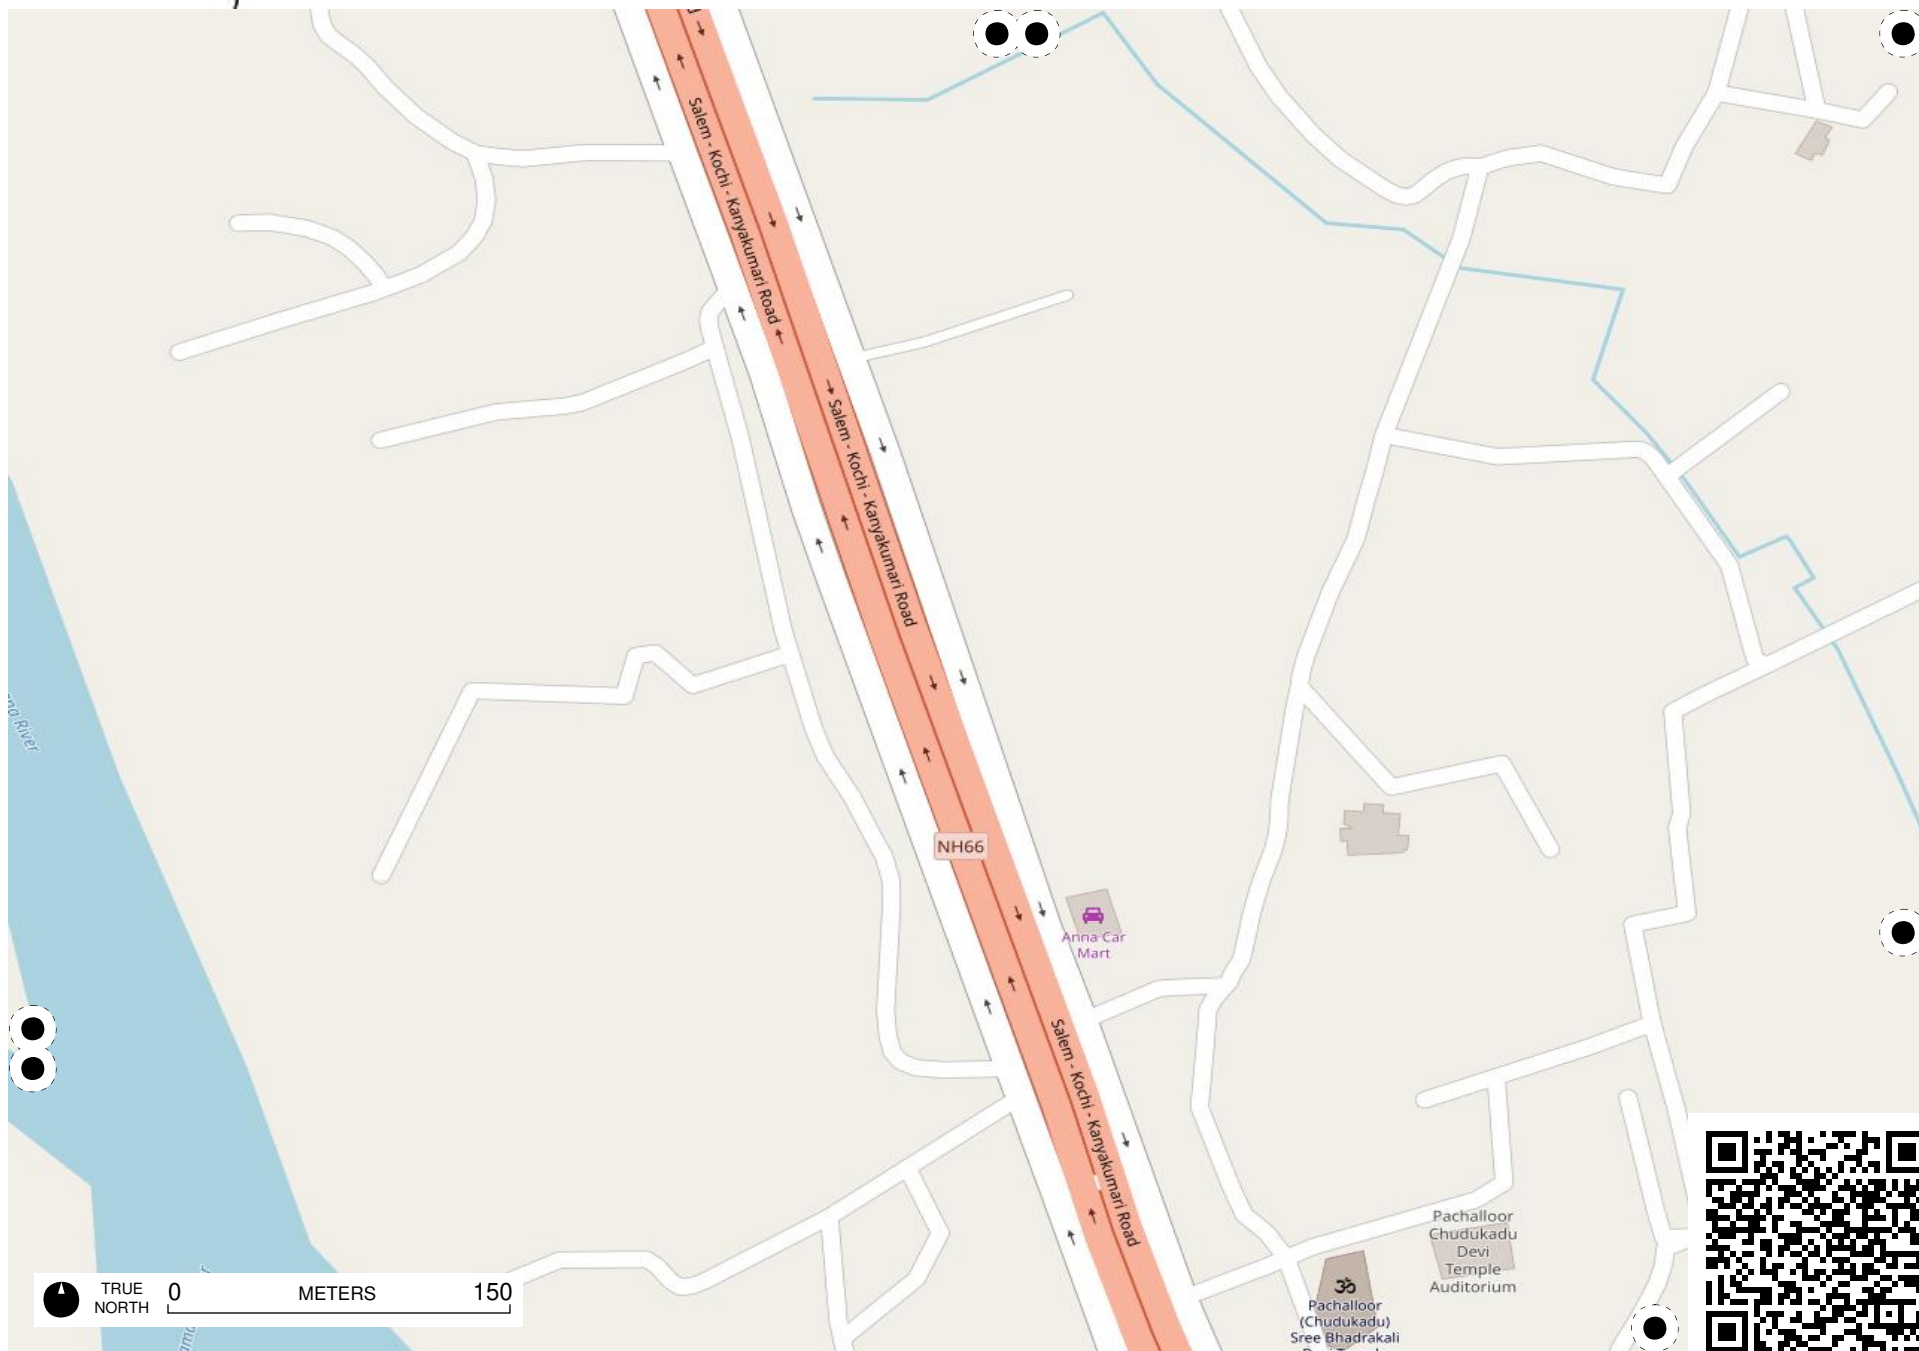 Salem - Kochi - Kanyakumari Road
Salem - Kochi - Kanyakumari Road
River
NH66
Anna Car
Mart
Salem - Kochi - Kanyakumari Road
Pachalloor
Chudukadu
Devi
Temple
Auditorium
ॐ
Pachalloor
(Chudukadu)
Sree Bhadrakali
TRUE
NORTH
0 METERS 150